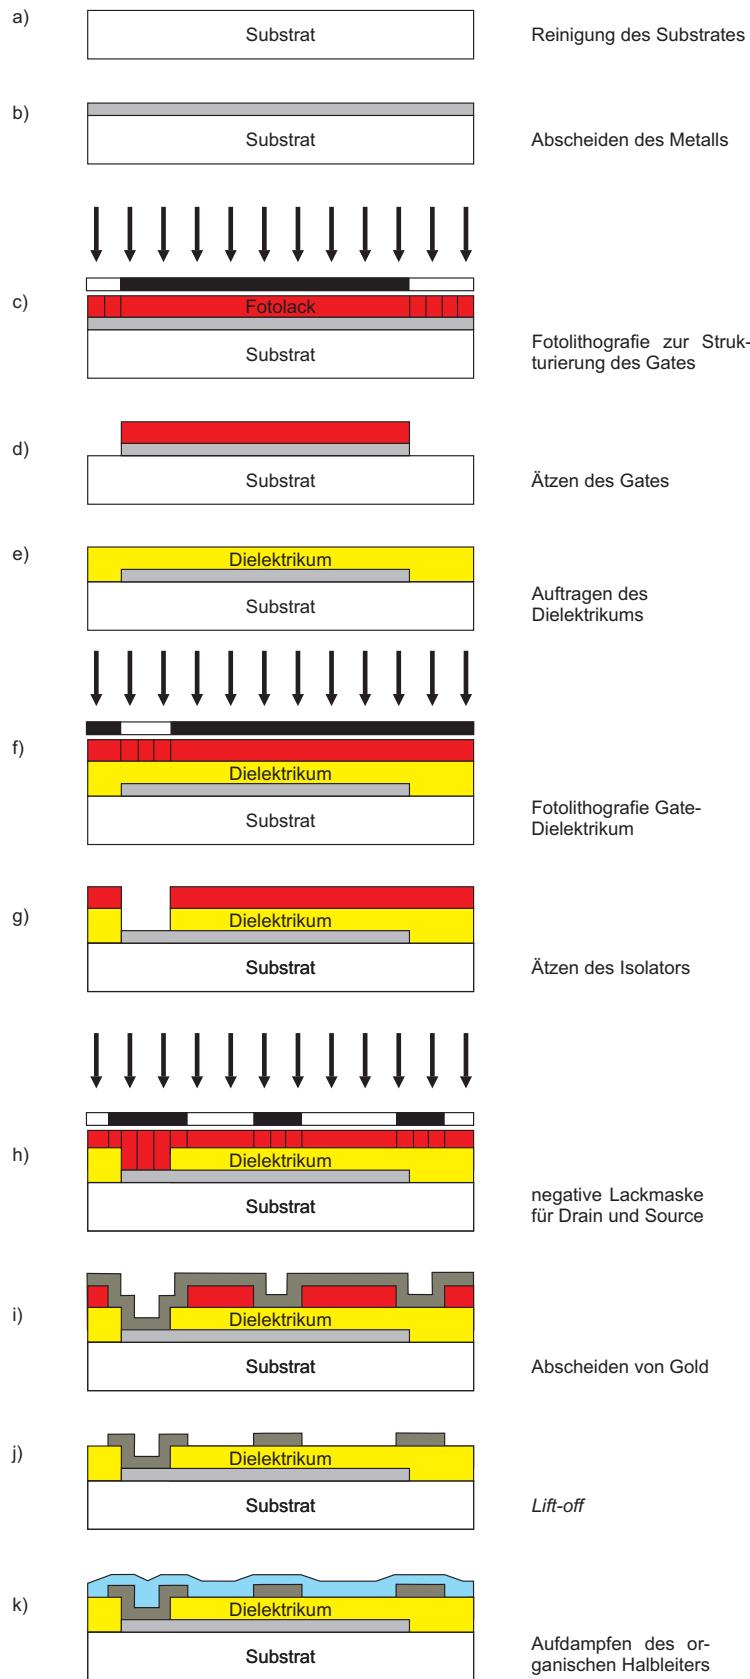 a)
Substrat
Reinigung des Substrates
b)
Substrat
Abscheiden des Metalls
c)
Fotolack
Substrat
Fotolithografie zur Struk-
turierung des Gates
d)
Substrat
Ätzen des Gates
e)
Dielektrikum
Substrat
Auftragen des
Dielektrikums
f)
Dielektrikum
Substrat
Fotolithografie Gate-
Dielektrikum
g)
Dielektrikum
Substrat
Ätzen des Isolators
h)
Dielektrikum
Substrat
negative Lackmaske
für Drain und Source
i)
Dielektrikum
Substrat
Abscheiden von Gold
j)
Dielektrikum
Substrat
Lift-off
k)
Dielektrikum
Substrat
Aufdampfen des or-
ganischen Halbleiters